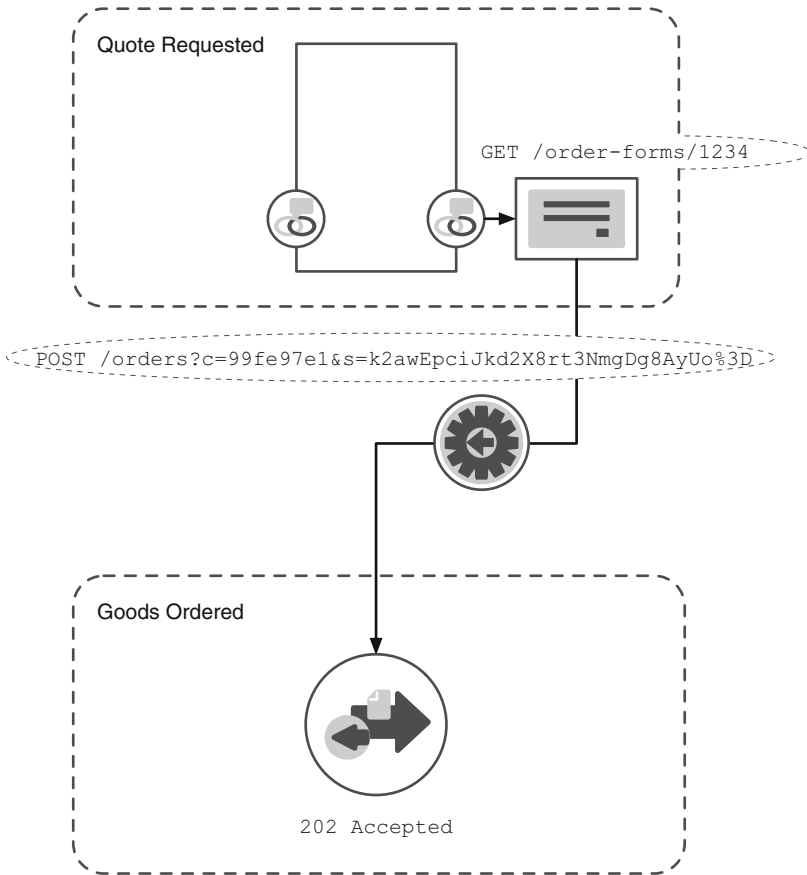 Quote Requested
GET /order-forms/1234
POST /orders?c=99fe97e1&s=k2awEpciJkd2X8rt3NmgDg8AyUo%3D
Goods Ordered
202 Accepted